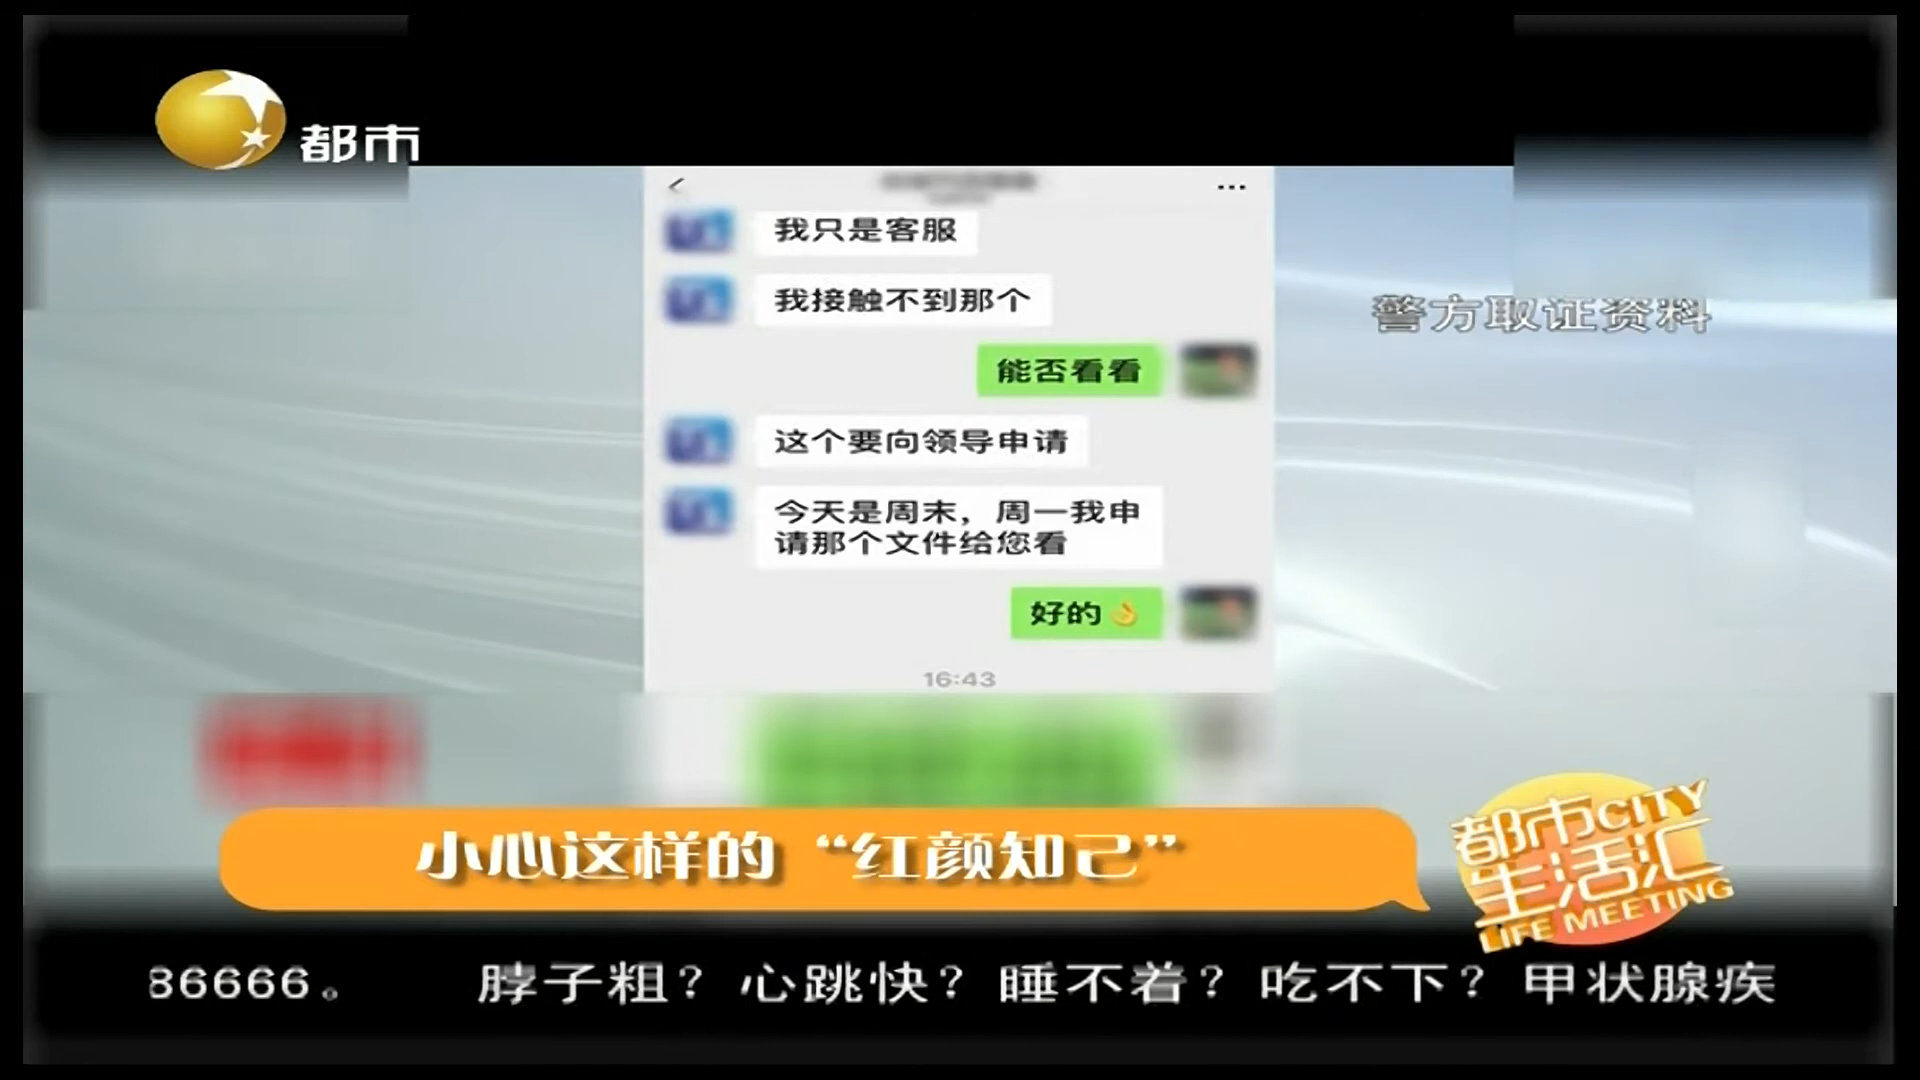 都市
我只是客服
我接触不到那个
警方取证资料
能否看看
这个要向领导申请
今天是周末，周一我申
请那个文件给您看
好的👌
16:43
小心这样的“红颜知己”
都市CITY
生活汇
LIFE MEETING
86666。 脖子粗？心跳快？睡不着？吃不下？甲状腺疾